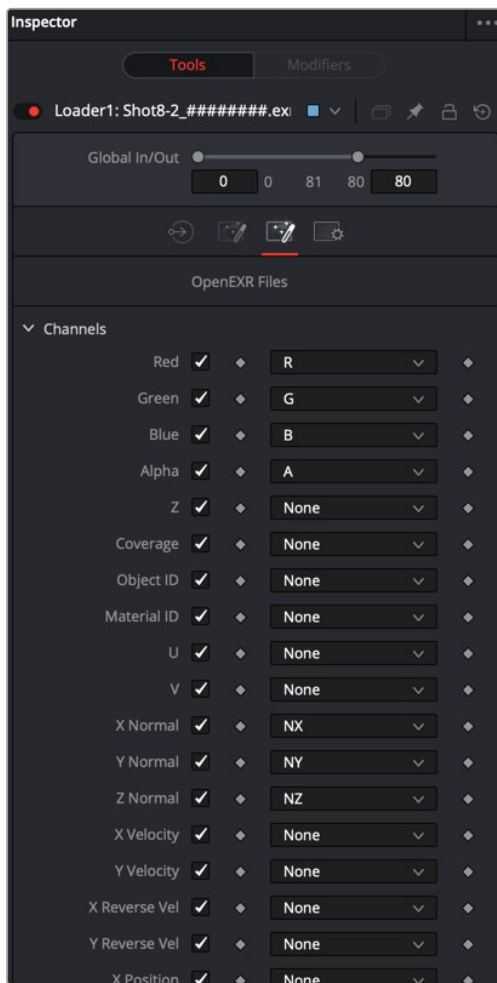 Inspector
Tools Modifiers
Loader1: Shot8-2_########.ex
Global In/Out
0 0 81 80 80
OpenEXR Files
Channels
Red R
Green G
Blue B
Alpha A
Z None
Coverage None
Object ID None
Material ID None
U None
V None
X Normal NX
Y Normal NY
Z Normal NZ
X Velocity None
Y Velocity None
X Reverse Vel None
Y Reverse Vel None
X Position None